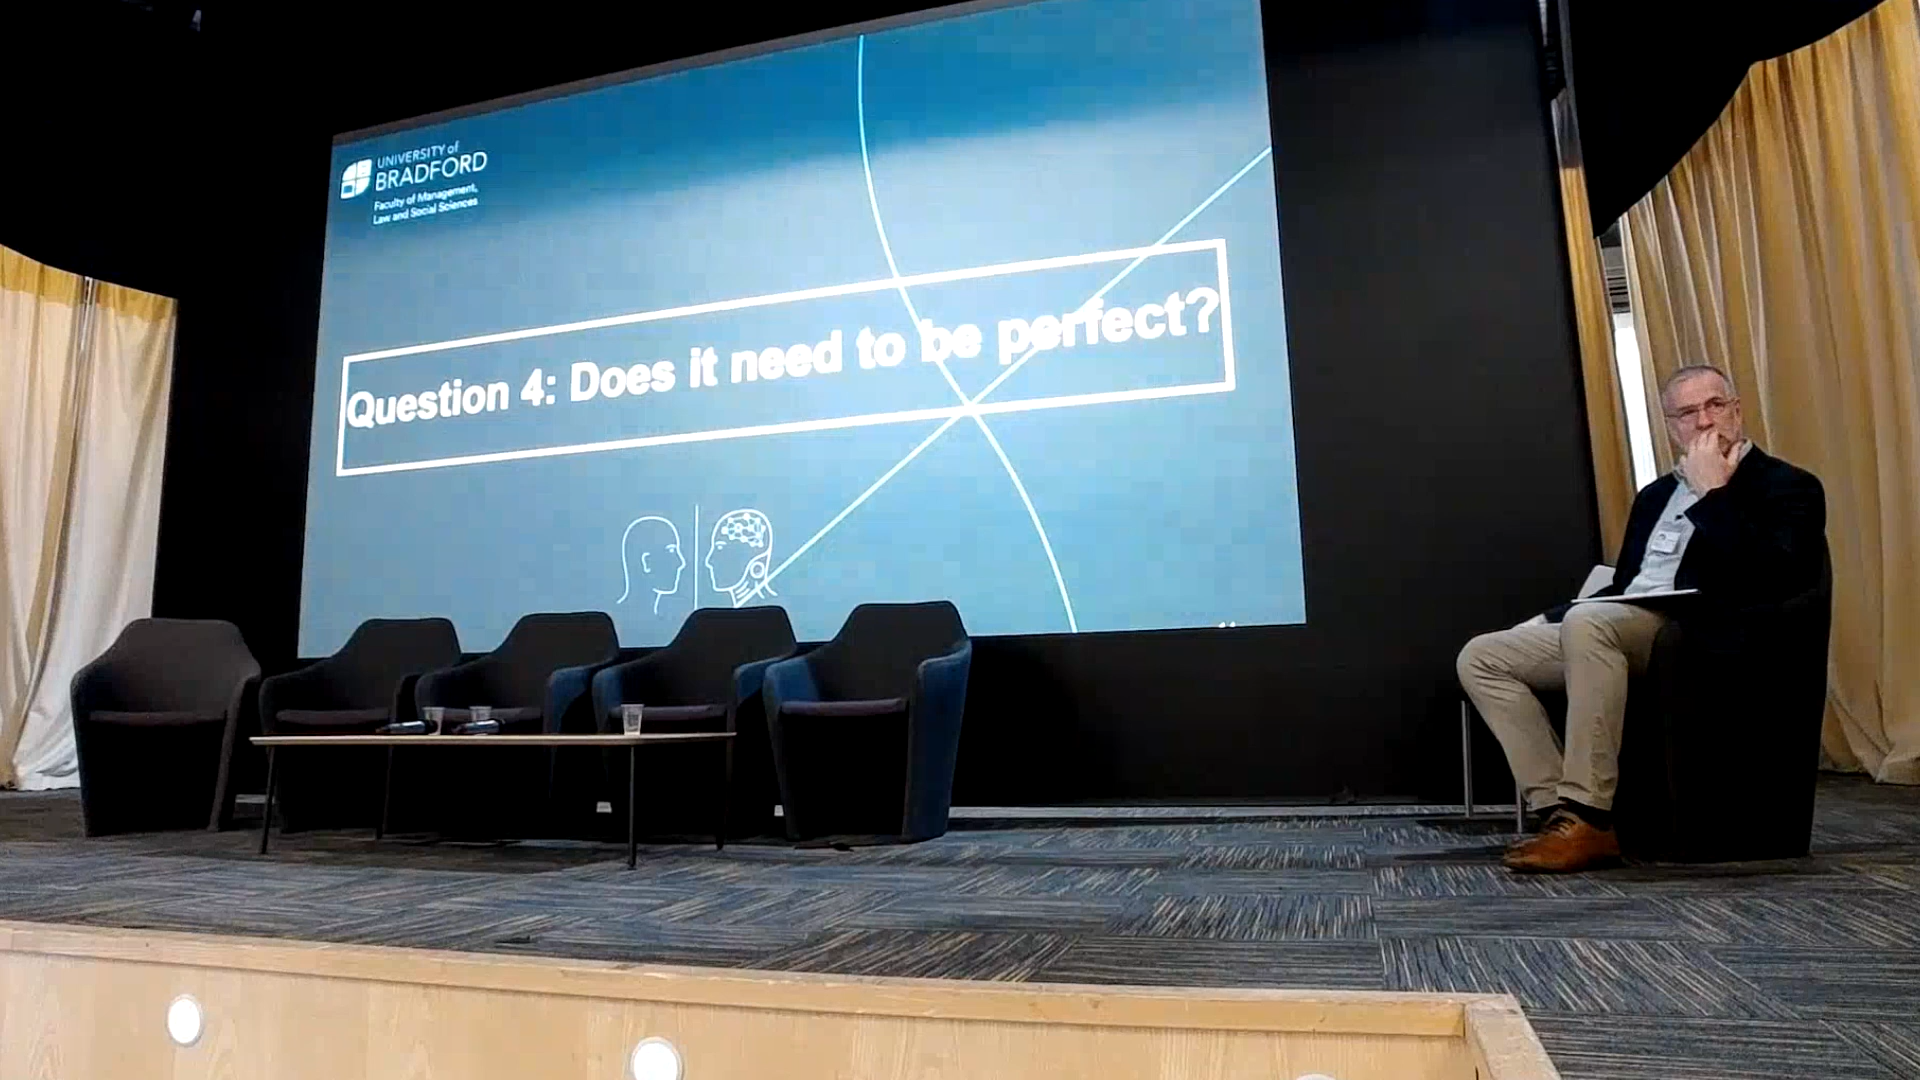 UNIVERSITY of
BRADFORD
Faculty of Management,
Law and Social Sciences
Question 4: Does it need to be perfect?